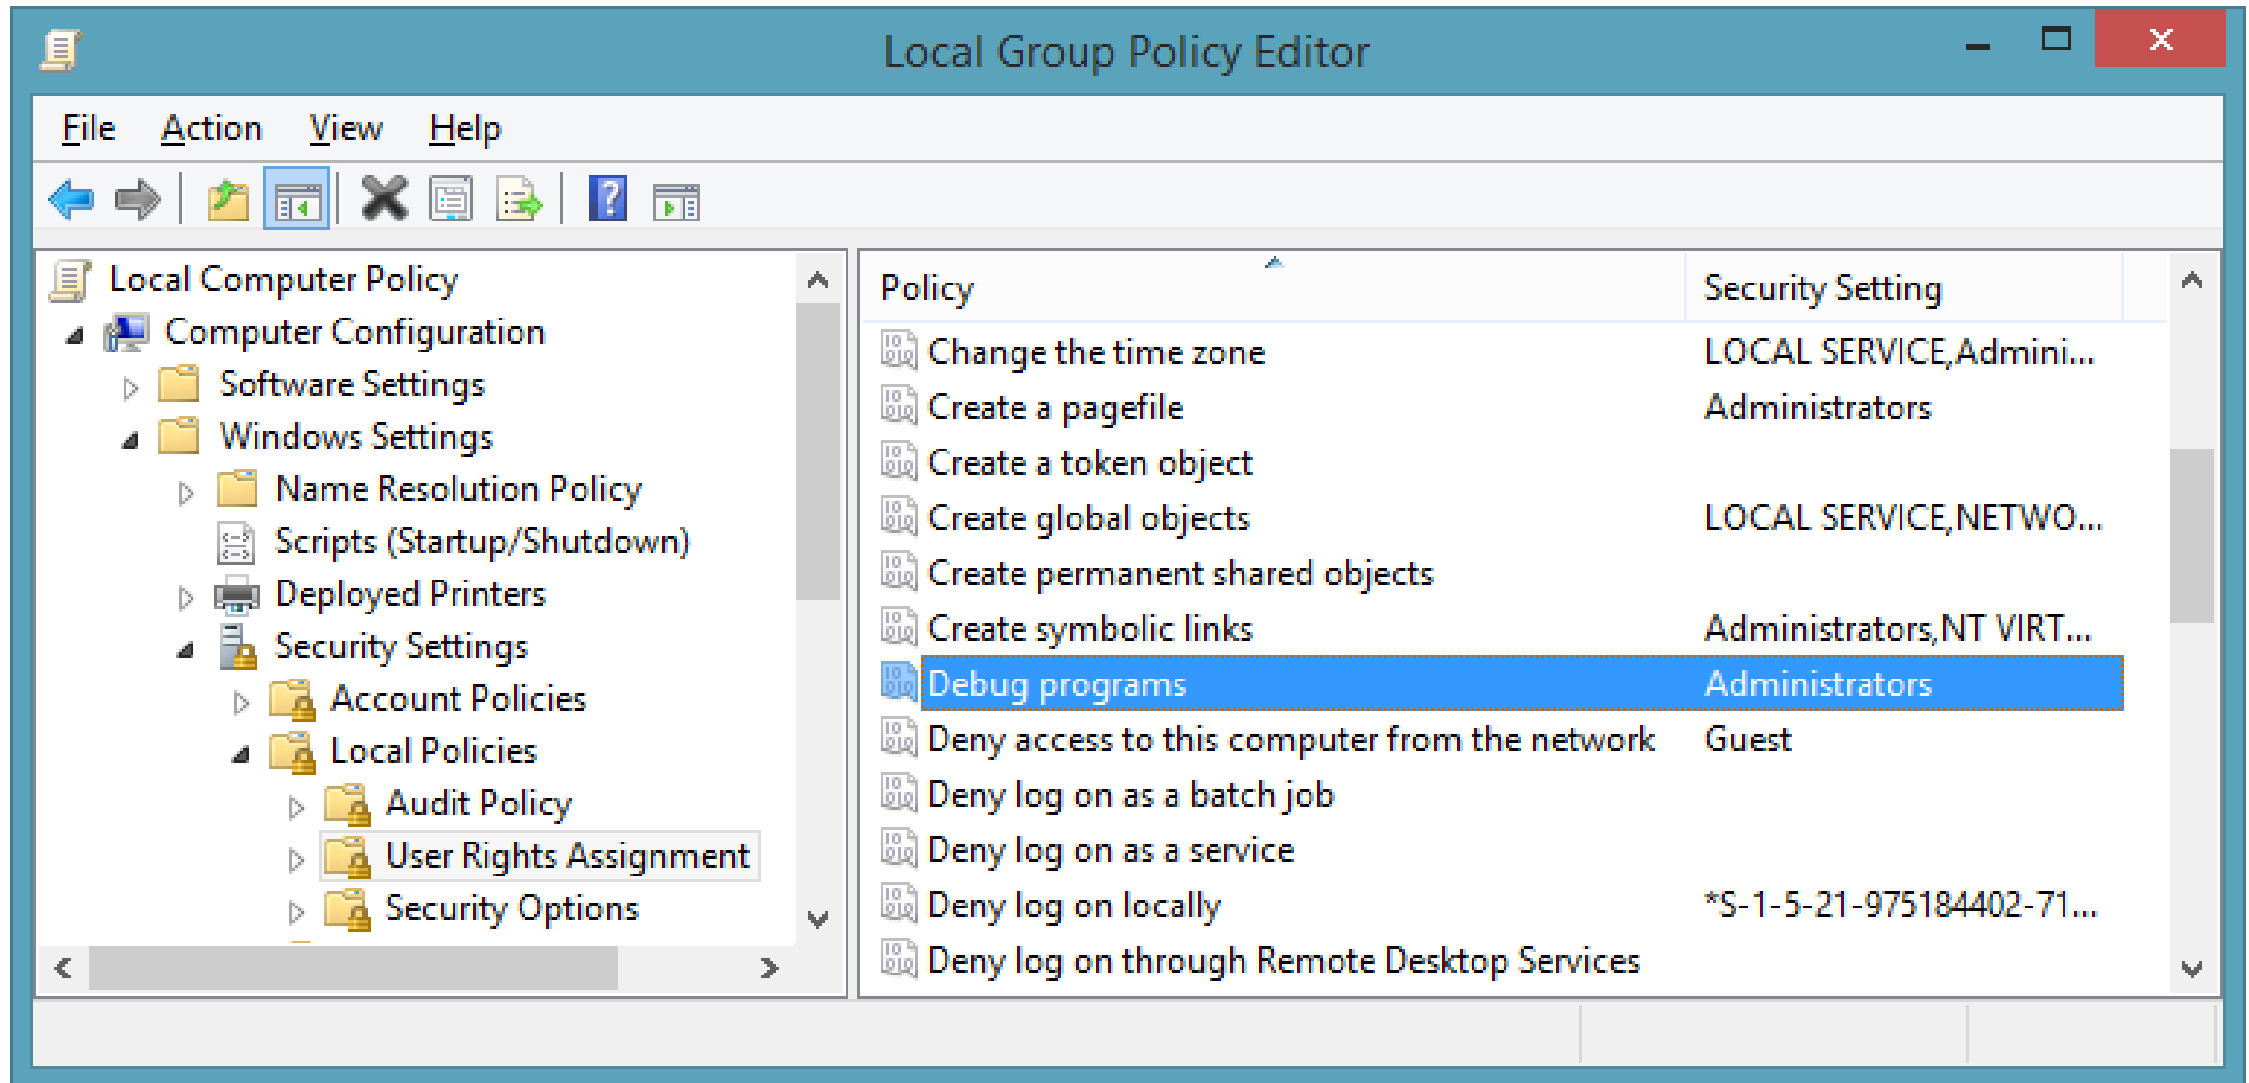 Local Group Policy Editor
File Action View Help
Local Computer Policy
Computer Configuration
Software Settings
Windows Settings
Name Resolution Policy
Scripts (Startup/Shutdown)
Deployed Printers
Security Settings
Account Policies
Local Policies
Audit Policy
User Rights Assignment
Security Options
Policy Security Setting
Change the time zone LOCAL SERVICE,Admini...
Create a pagefile Administrators
Create a token object
Create global objects LOCAL SERVICE,NETWO...
Create permanent shared objects
Create symbolic links Administrators,NT VIRT...
Debug programs Administrators
Deny access to this computer from the network Guest
Deny log on as a batch job
Deny log on as a service
Deny log on locally *S-1-5-21-975184402-71...
Deny log on through Remote Desktop Services